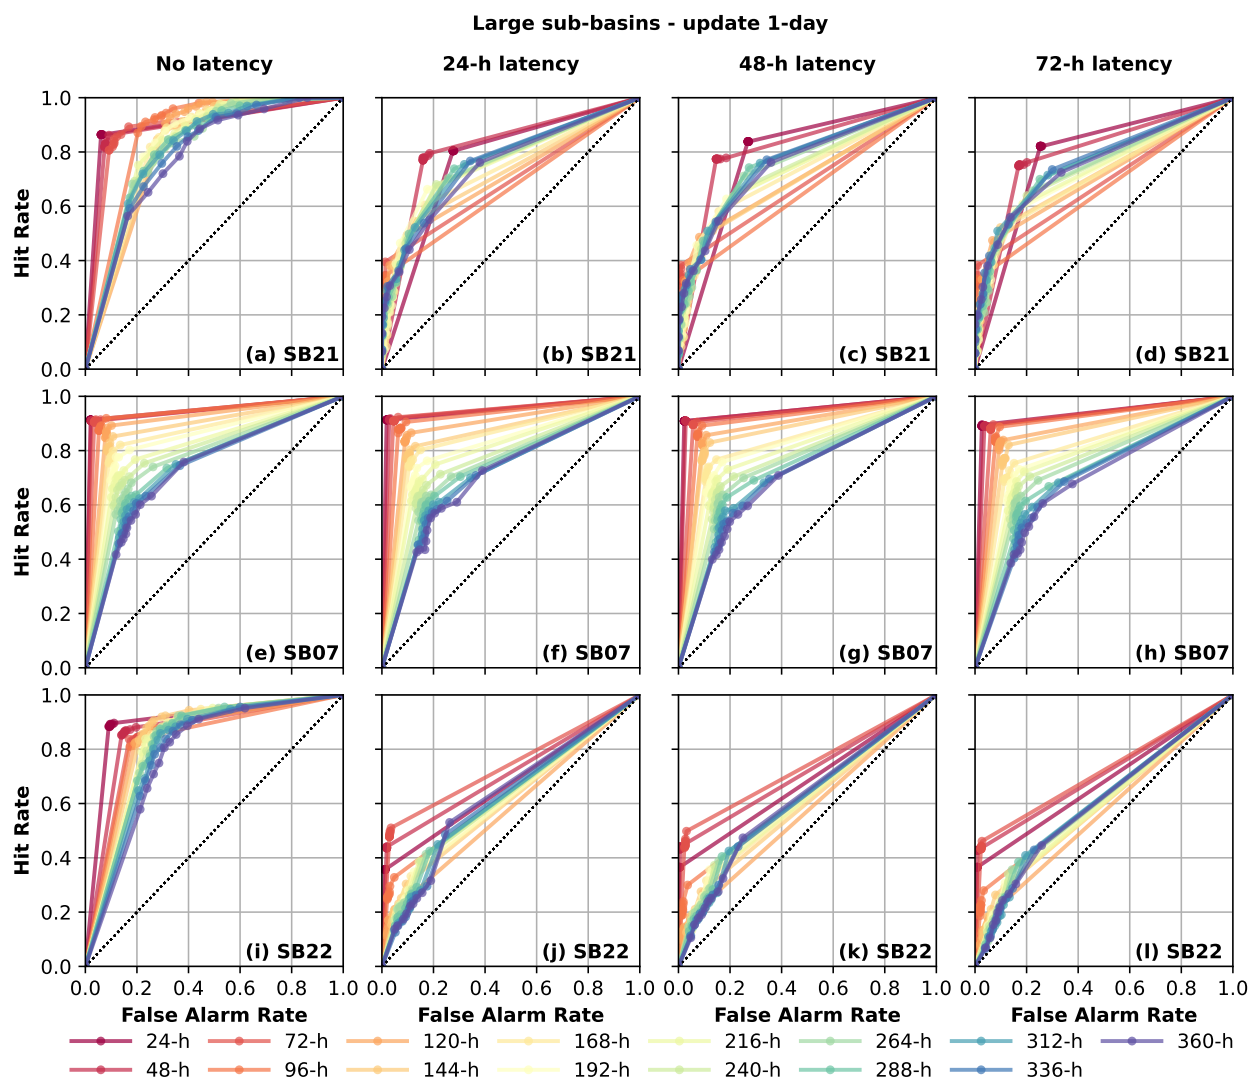 Large sub-basins - update 1-day
No latency 24-h latency 48-h latency 72-h latency
1.0
0.8
0.6
0.4
0.2
0.0
Hit Rate
(a) SB21 (b) SB21 (c) SB21 (d) SB21
1.0
0.8
0.6
0.4
0.2
0.0
Hit Rate
(e) SB07 (f) SB07 (g) SB07 (h) SB07
1.0
0.8
0.6
0.4
0.2
0.0
Hit Rate
(i) SB22 (j) SB22 (k) SB22 (l) SB22
0.0 0.2 0.4 0.6 0.8 1.0 0.0 0.2 0.4 0.6 0.8 1.0 0.0 0.2 0.4 0.6 0.8 1.0 0.0 0.2 0.4 0.6 0.8 1.0
False Alarm Rate False Alarm Rate False Alarm Rate False Alarm Rate
24-h 72-h 120-h 168-h 216-h 264-h 312-h 360-h
48-h 96-h 144-h 192-h 240-h 288-h 336-h